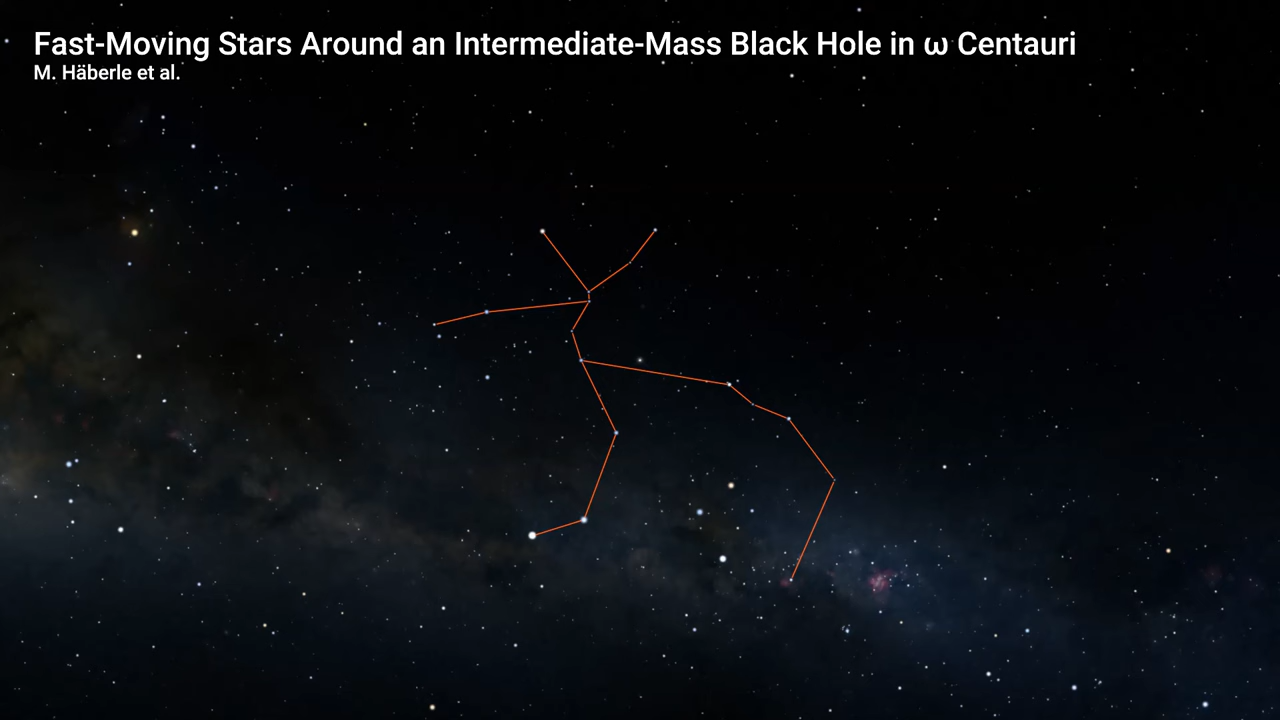 Fast-Moving Stars Around an Intermediate-Mass Black Hole in ω Centauri
M. Häberle et al.